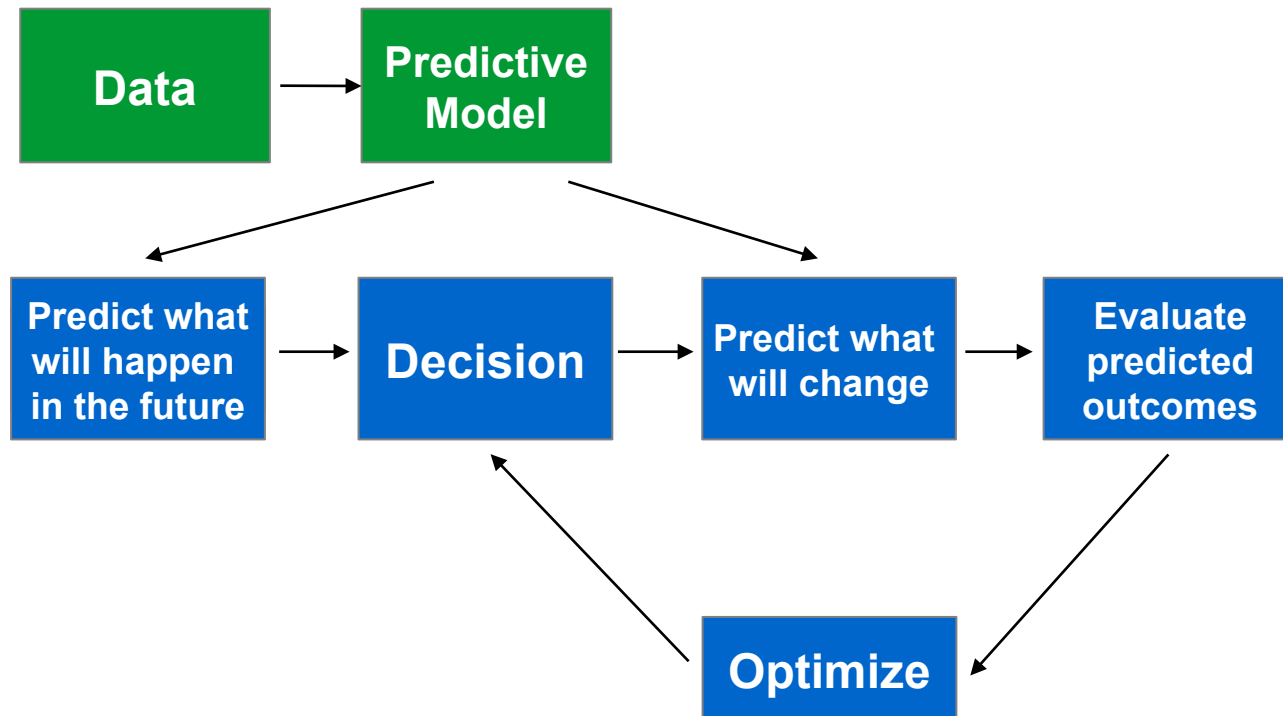 Data
Predictive
Model
Predict what
will happen
in the future
Decision
Predict what
will change
Evaluate
predicted
outcomes
Optimize